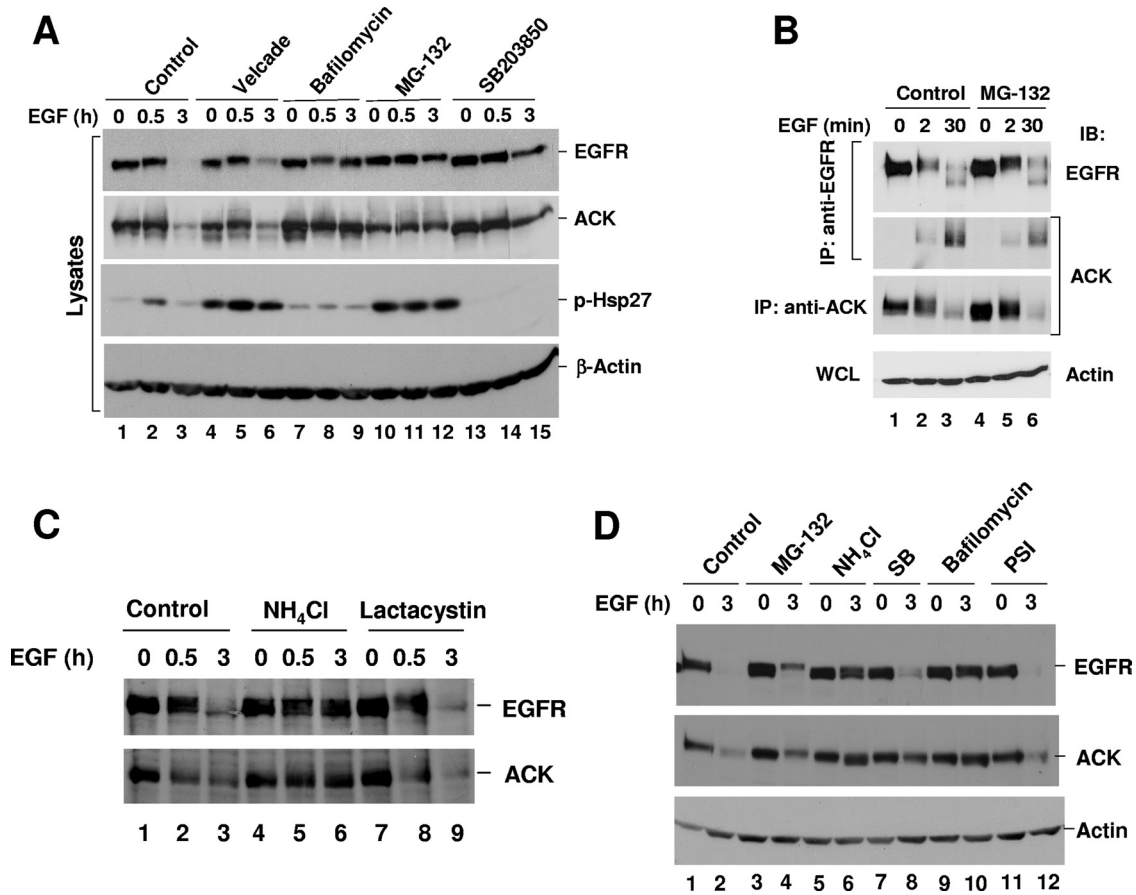 A
Control Velcade Bafilomycin MG-132 SB203850
EGF (h) 0 0.5 3 0 0.5 3 0 0.5 3 0 0.5 3 0 0.5 3
EGFR
ACK
p-Hsp27
β-Actin
Lysates
1 2 3 4 5 6 7 8 9 10 11 12 13 14 15
B
Control MG-132
EGF (min) 0 2 30 0 2 30 IB:
IP: anti-EGFR
EGFR
ACK
IP: anti-ACK
WCL Actin
1 2 3 4 5 6
C
Control NH₄Cl Lactacystin
EGF (h) 0 0.5 3 0 0.5 3 0 0.5 3
EGFR
ACK
1 2 3 4 5 6 7 8 9
D
Control MG-132 NH₄Cl SB Bafilomycin PSI
EGF (h) 0 3 0 3 0 3 0 3 0 3 0 3
EGFR
ACK
Actin
1 2 3 4 5 6 7 8 9 10 11 12